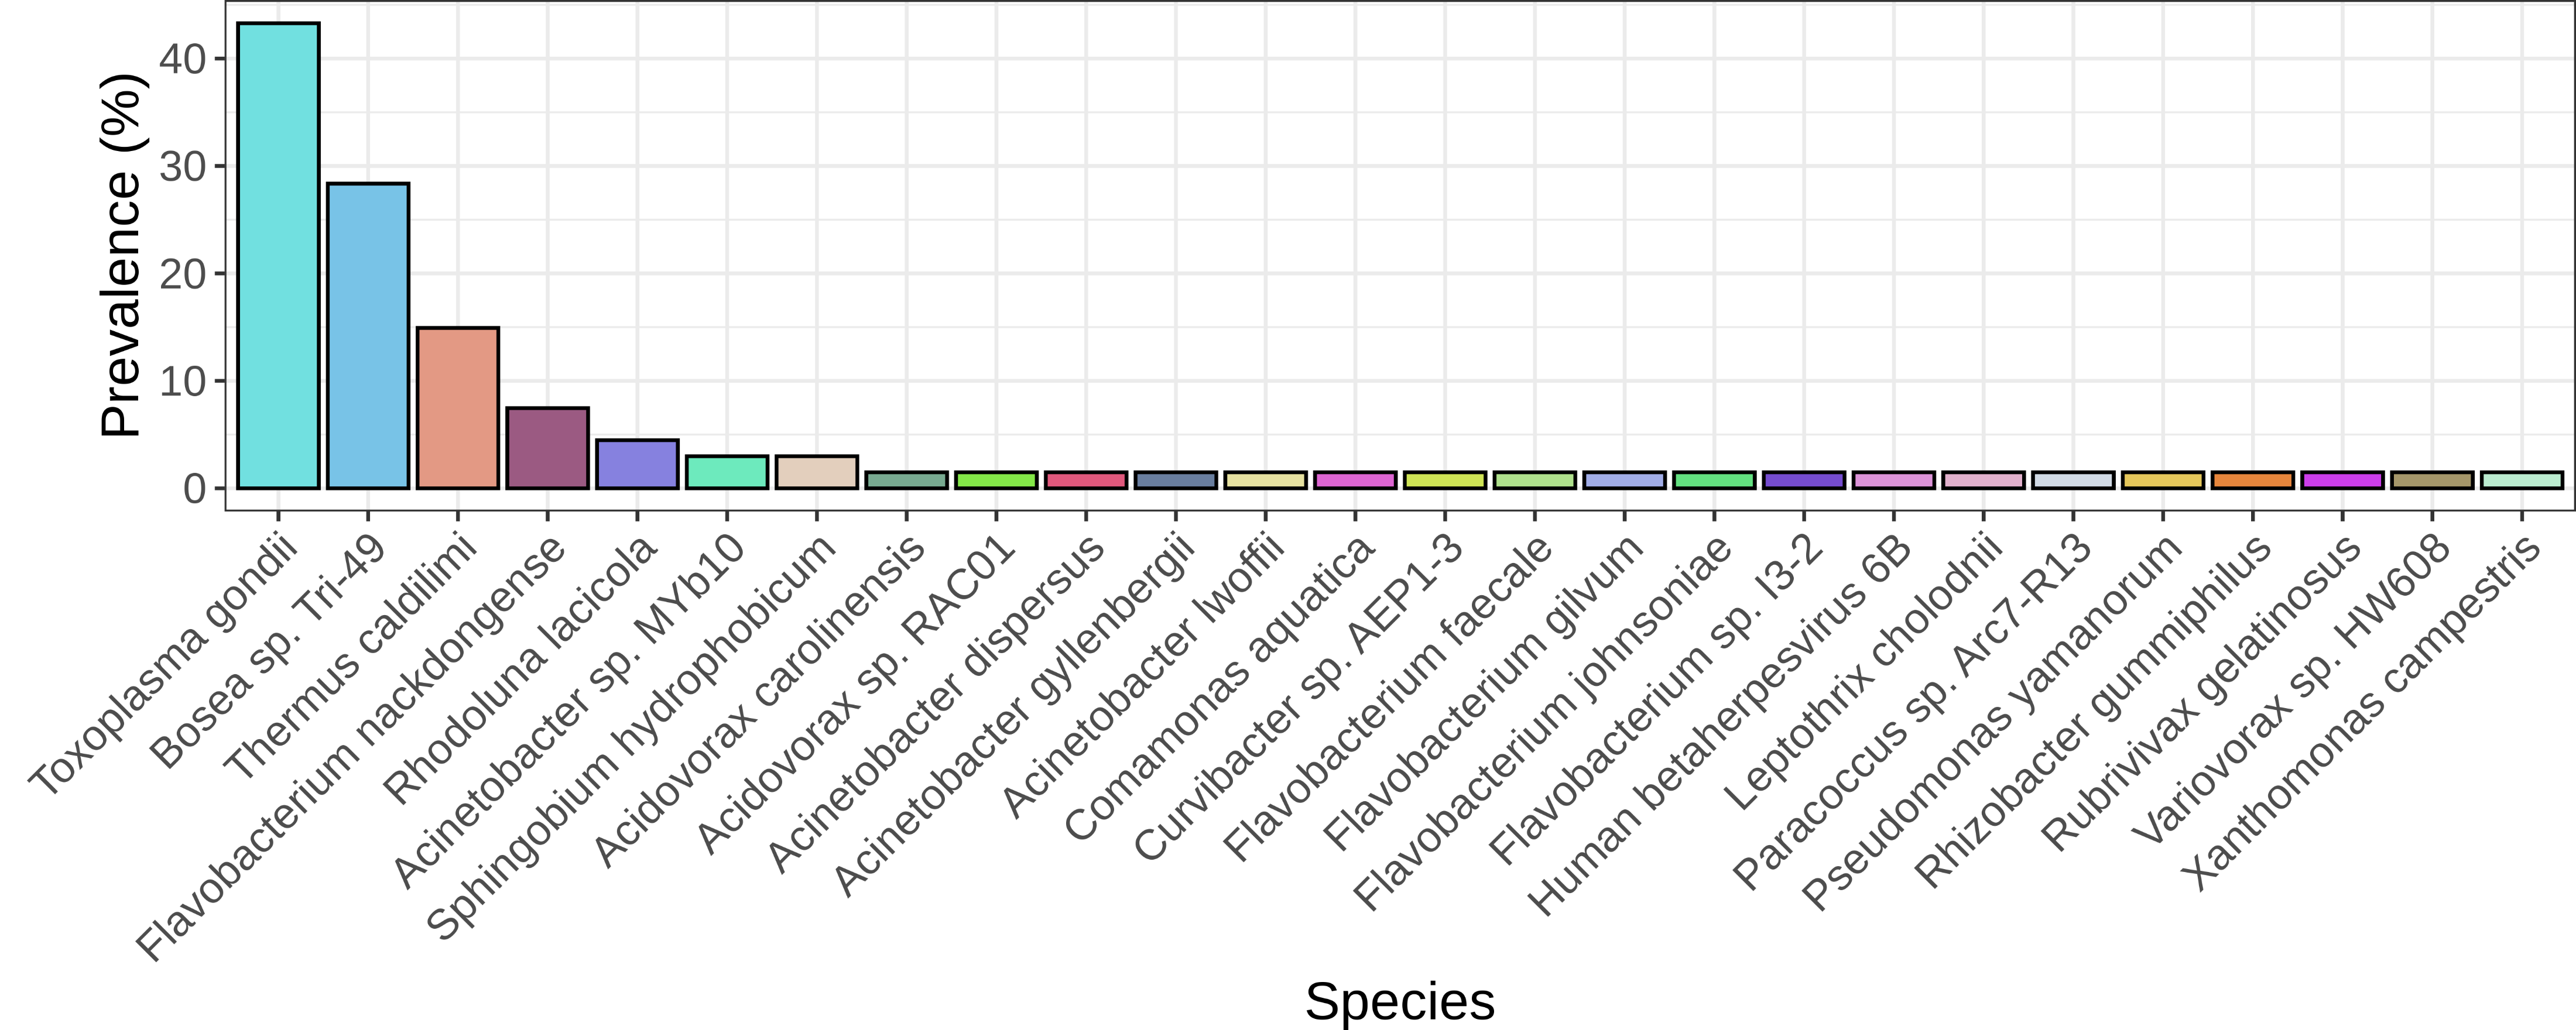 Prevalence (%)
40
30
20
10
0
Toxoplasma gondii
Bosea sp. Tri-49
Thermus caldilimi
Flavobacterium nackdongense
Rhodoluna lacicola
Acinetobacter sp. MYb10
Sphingobium hydrophobicum
Acidovorax carolinensis
Acidovorax sp. RAC01
Acinetobacter dispersus
Acinetobacter gyllenbergii
Acinetobacter lwoffii
Comamonas aquatica
Curvibacter sp. AEP1-3
Flavobacterium faecale
Flavobacterium gilvum
Flavobacterium johnsoniae
Flavobacterium sp. I3-2
Human betaherpesvirus 6B
Leptothrix cholodnii
Paracoccus sp. Arc7-R13
Pseudomonas yamanorum
Rhizobacter gummiphilus
Rubrivivax gelatinosus
Variovorax sp. HW608
Xanthomonas campestris
Species